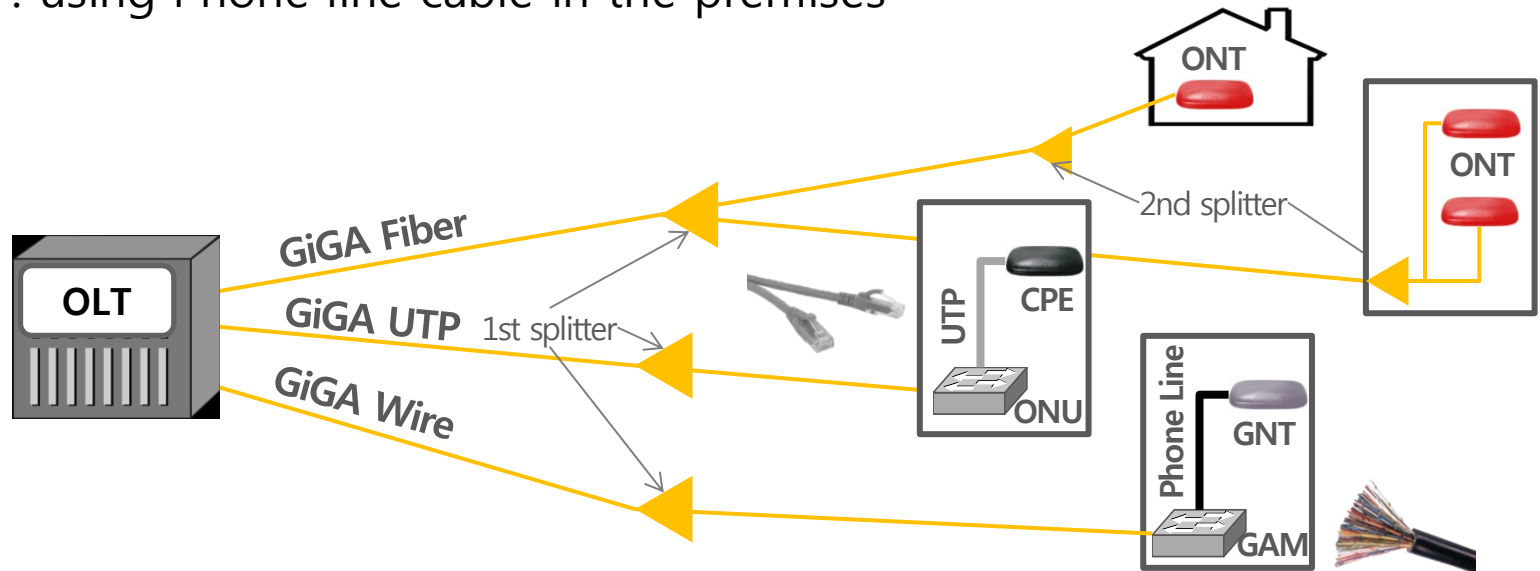 : using Phone line cable in the premises
ONT
ONT
2nd splitter
GiGA Fiber
OLT
GiGA UTP
1st splitter
UTP
CPE
ONU
GiGA Wire
Phone Line
GNT
GAM